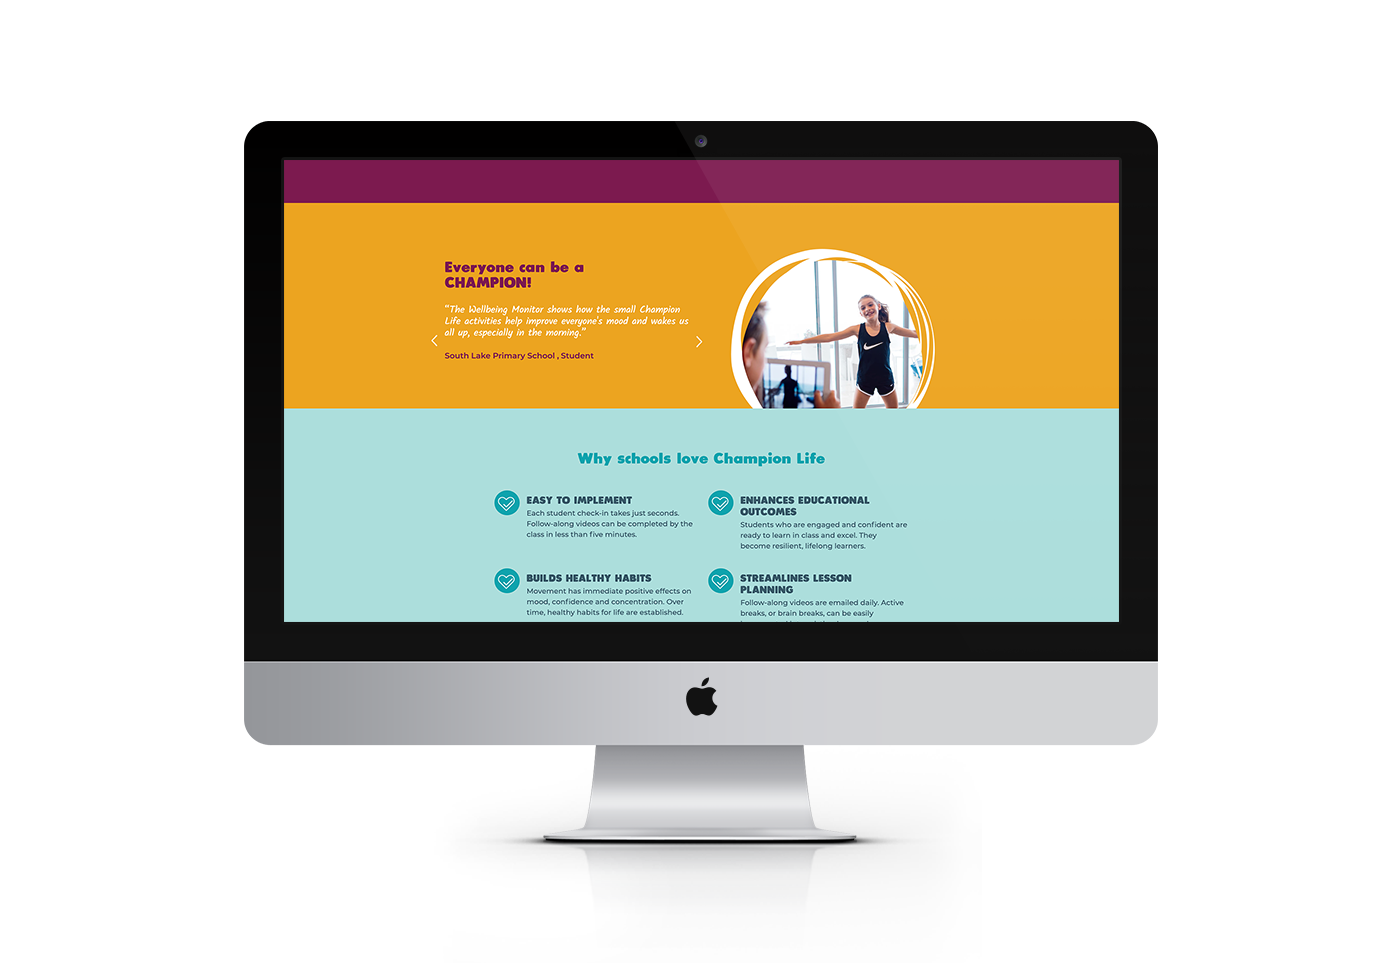 Everyone can be a
CHAMPION!
"The Wellbeing Monitor shows how the small Champion
Life activities help improve everyone's mood and wakes us
all up, especially in the morning."
South Lake Primary School , Student
Why schools love Champion Life
EASY TO IMPLEMENT
Each student check-in takes just seconds.
Follow-along videos can be completed by the
class in less than five minutes.
ENHANCES EDUCATIONAL
OUTCOMES
Students who are engaged and confident are
ready to learn in class and excel. They
become resilient, lifelong learners.
BUILDS HEALTHY HABITS
Movement has immediate positive effects on
mood, confidence and concentration. Over
time, healthy habits for life are established.
STREAMLINES LESSON
PLANNING
Follow-along videos are emailed daily. Active
breaks, or brain breaks, can be easily